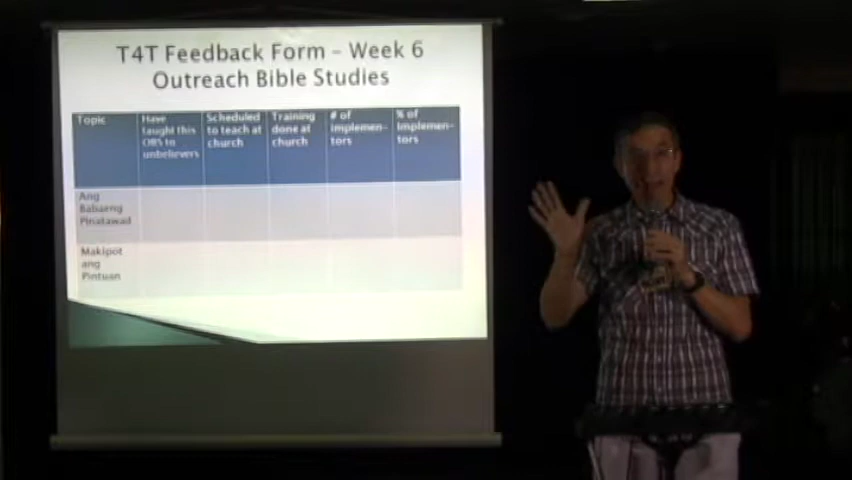 T4T Feedback Form – Week 6
Outreach Bible Studies
Topic
Have
taught this
OBS to
unbelievers
Scheduled
to teach at
church
Training
done at
church
# of
Implemen-
tors
% of
Implemen-
tors
Ang
Babaeng
Pinatawad
Makipot
ang
Pintuan